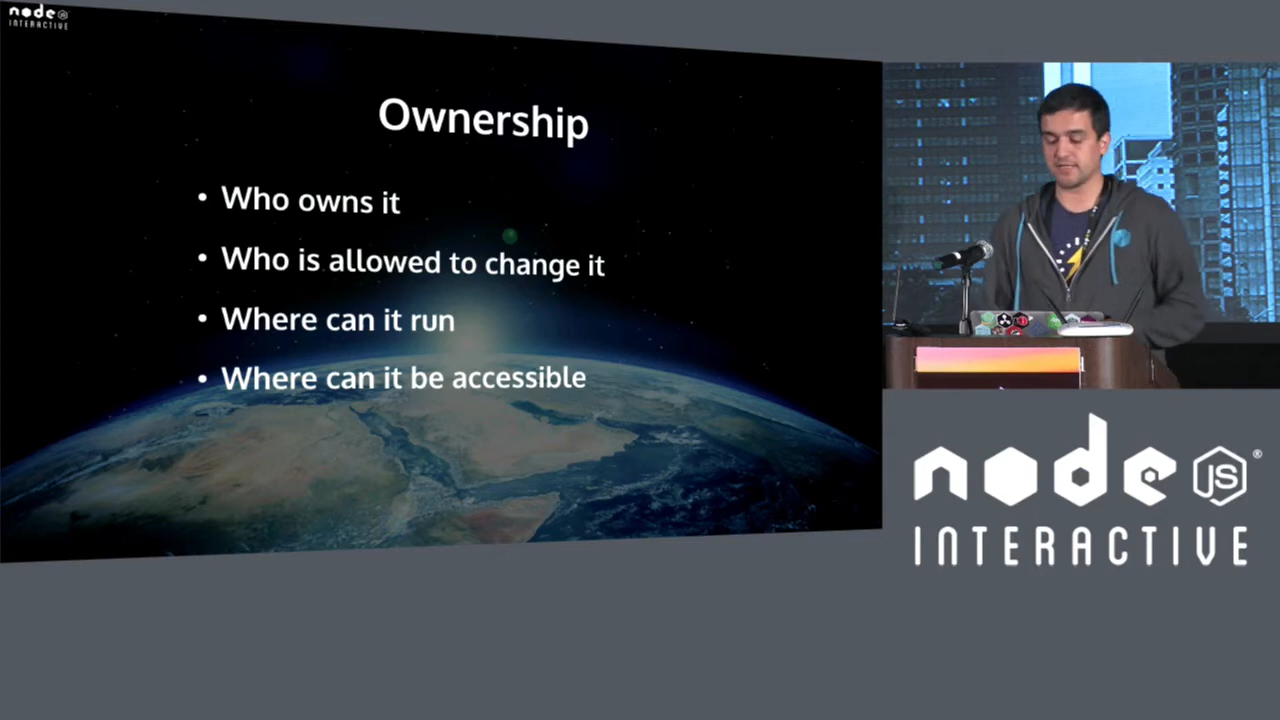 node JS
INTERACTIVE
Ownership
• Who owns it
• Who is allowed to change it
• Where can it run
• Where can it be accessible
node JS ®
INTERACTIVE